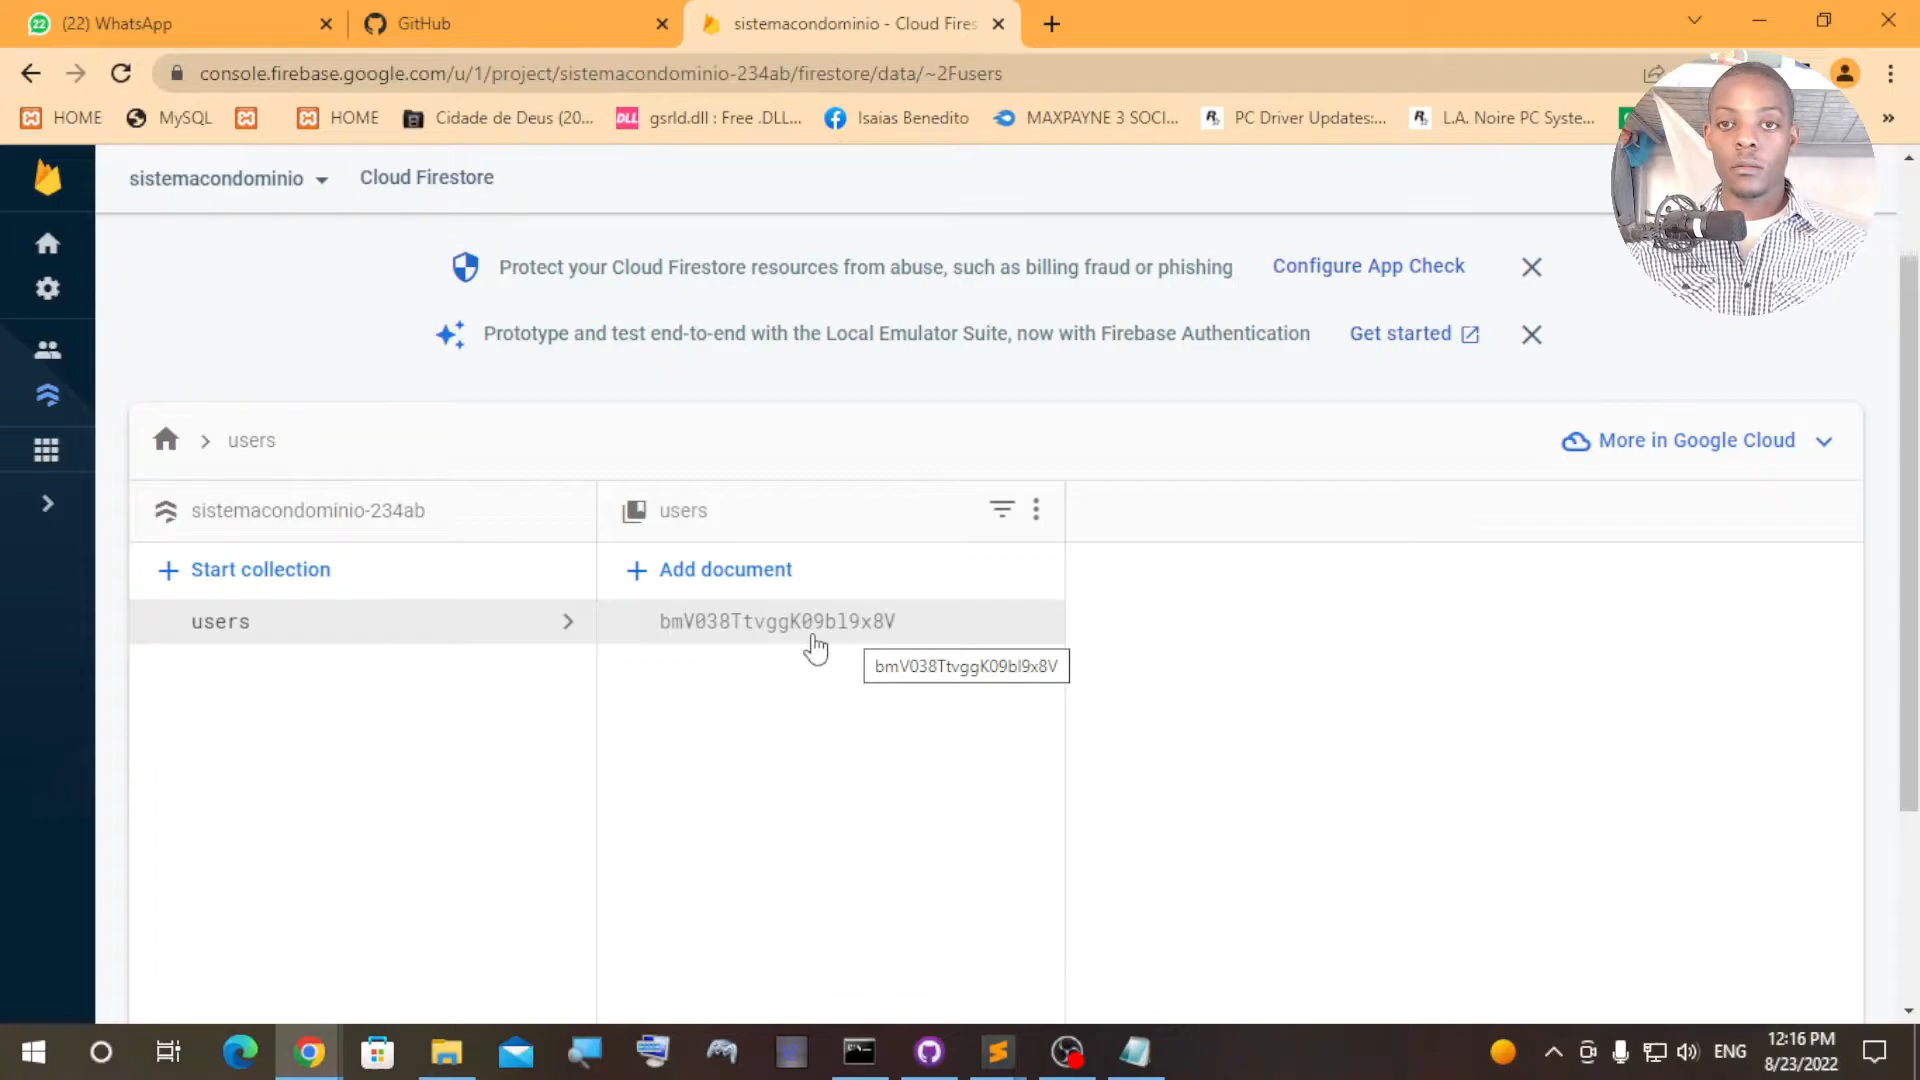 22
(22) WhatsApp
GitHub
sistemacondominio - Cloud Fires
console.firebase.google.com/u/1/project/sistemacondominio-234ab/firestore/data/~2Fusers
HOME
MySQL
HOME
Cidade de Deus (20...
DLL
gsrld.dll : Free .DLL...
Isaias Benedito
MAXPAYNE 3 SOCI...
PC Driver Updates:...
L.A. Noire PC Syste...
»
sistemacondominio
Cloud Firestore
Protect your Cloud Firestore resources from abuse, such as billing fraud or phishing
Configure App Check
Prototype and test end-to-end with the Local Emulator Suite, now with Firebase Authentication
Get started
users
More in Google Cloud
sistemacondominio-234ab
users
Start collection
Add document
users
bmV038TtvggK09bl9x8V
bmV038TtvggK09bl9x8V
ENG
12:16 PM
8/23/2022